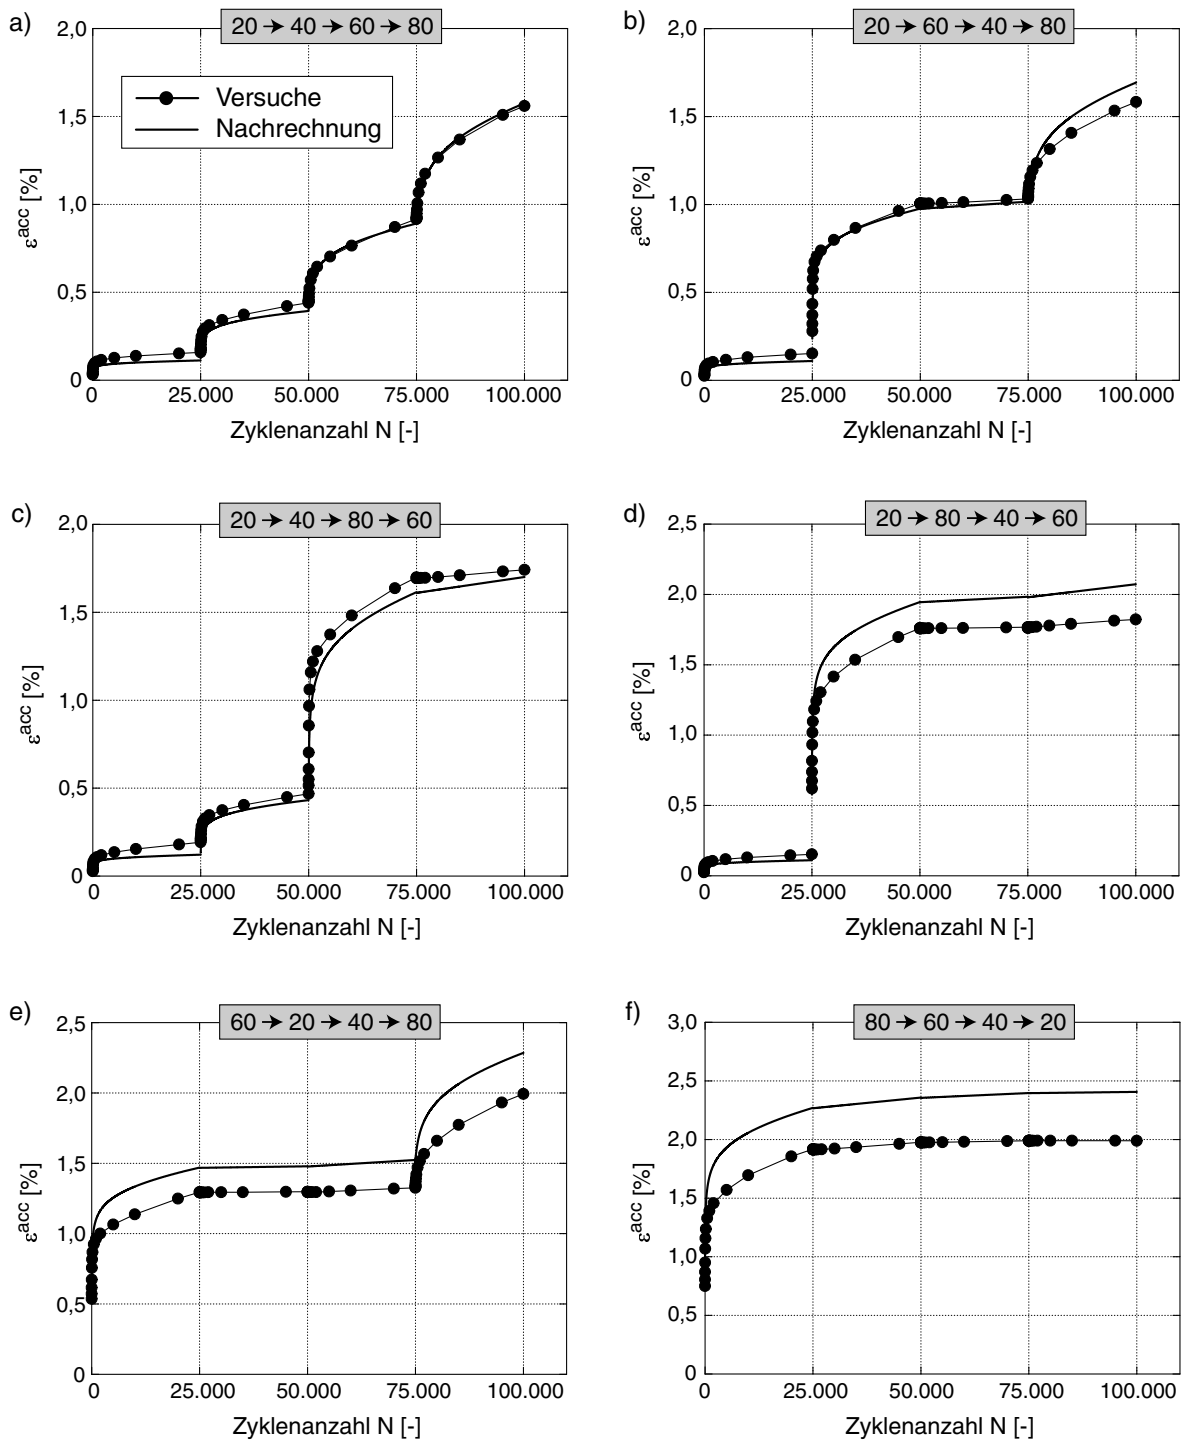 a)
20 → 40 → 60 → 80
2,0
1,5
1,0
0,5
0
εacc [%]
Versuche
Nachrechnung
0 25.000 50.000 75.000 100.000
Zyklenanzahl N [-]
b)
20 → 60 → 40 → 80
2,0
1,5
1,0
0,5
0
εacc [%]
0 25.000 50.000 75.000 100.000
Zyklenanzahl N [-]
c)
20 → 40 → 80 → 60
2,0
1,5
1,0
0,5
0
εacc [%]
0 25.000 50.000 75.000 100.000
Zyklenanzahl N [-]
d)
20 → 80 → 40 → 60
2,5
2,0
1,5
1,0
0,5
0
εacc [%]
0 25.000 50.000 75.000 100.000
Zyklenanzahl N [-]
e)
60 → 20 → 40 → 80
2,5
2,0
1,5
1,0
0,5
0
εacc [%]
0 25.000 50.000 75.000 100.000
Zyklenanzahl N [-]
f)
80 → 60 → 40 → 20
3,0
2,5
2,0
1,5
1,0
0,5
0
εacc [%]
0 25.000 50.000 75.000 100.000
Zyklenanzahl N [-]